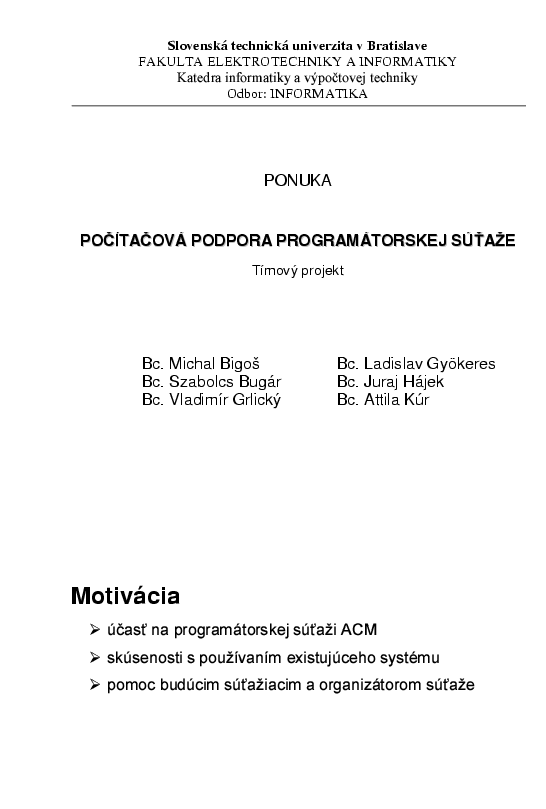 Slovenská technická univerzita v Bratislave
FAKULTA ELEKTROTECHNIKY A INFORMATIKY
Katedra informatiky a výpočtovej techniky
Odbor: INFORMATIKA
PONUKA
POČÍTAČOVÁ PODPORA PROGRAMÁTORSKEJ SÚŤAŽE
Tímový projekt
Bc. Michal Bigoš
Bc. Szabolcs Bugár
Bc. Vladimír Grlický
Bc. Ladislav Gyökeres
Bc. Juraj Hájek
Bc. Attila Kúr
Motivácia
➢ účasť na programátorskej súťaži ACM
➢ skúsenosti s používaním existujúceho systému
➢ pomoc budúcim súťažiacim a organizátorom súťaže